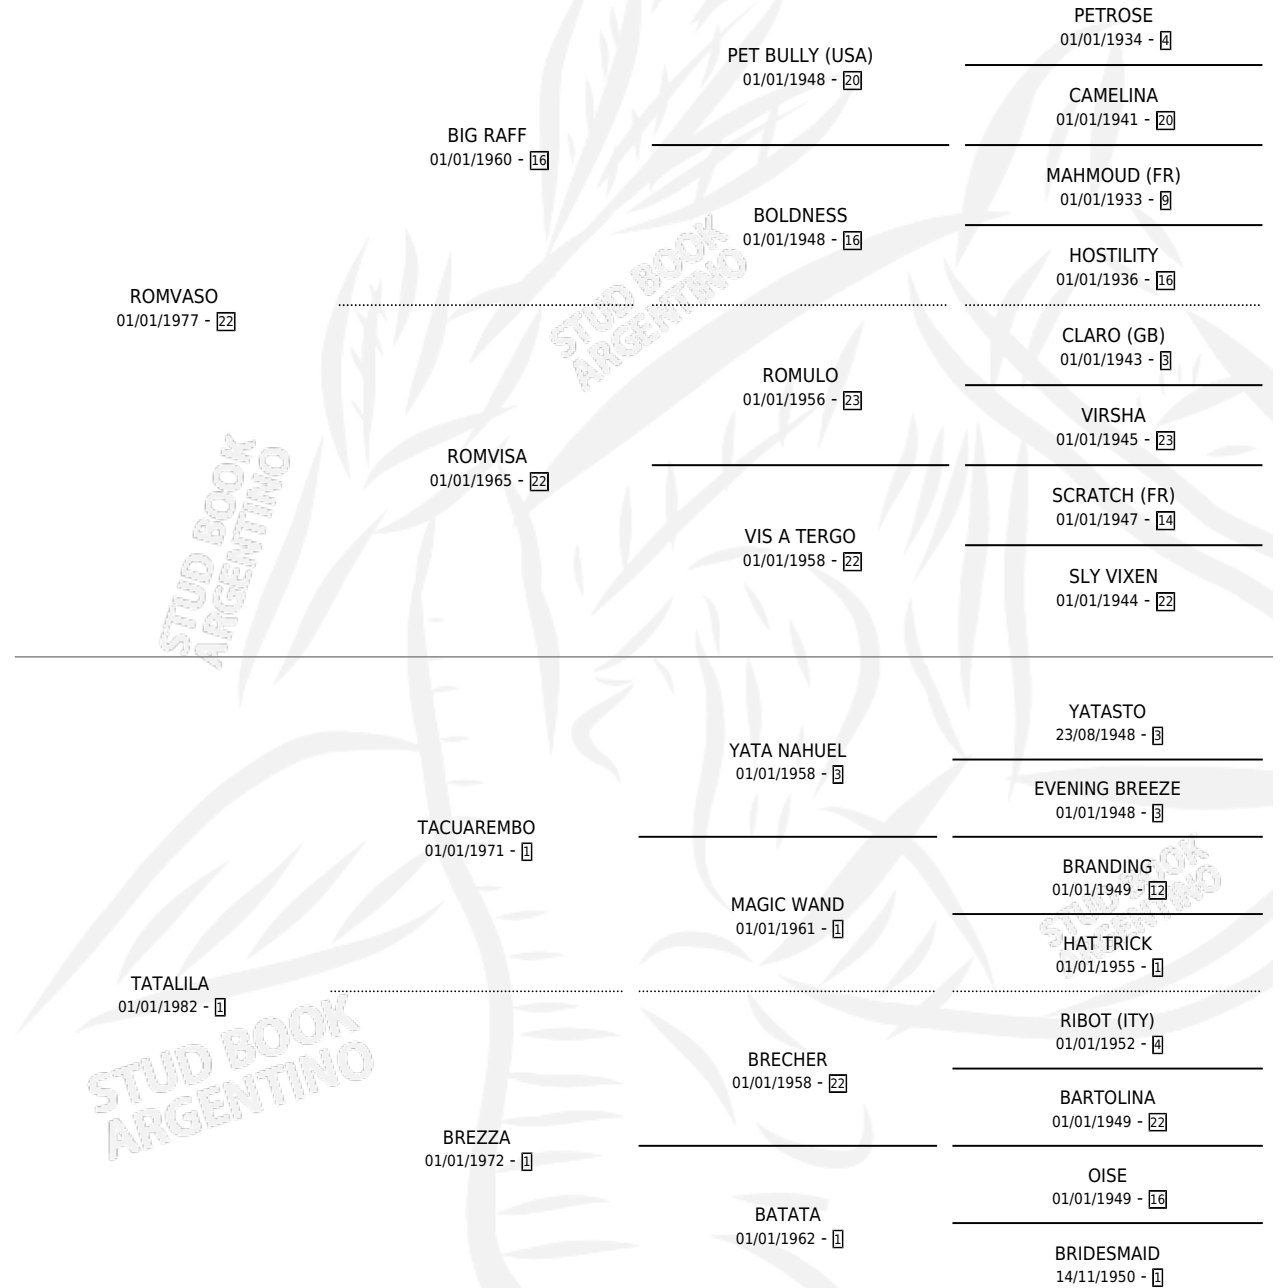 PETROSE
01/01/1934 - 4
PET BULLY (USA)
01/01/1948 - 20
CAMELINA
01/01/1941 - 20
BIG RAFF
01/01/1960 - 16
MAHMOUD (FR)
01/01/1933 - 9
BOLDNESS
01/01/1948 - 16
HOSTILITY
01/01/1936 - 16
STUD BOOK
ARGENTINO
ROMVASO
01/01/1977 - 22
CLARO (GB)
01/01/1943 - 3
ROMULO
01/01/1956 - 23
VIRSHA
01/01/1945 - 23
ROMVISA
01/01/1965 - 22
SCRATCH (FR)
01/01/1947 - 14
VIS A TERGO
01/01/1958 - 22
SLY VIXEN
01/01/1944 - 22
STUD BOOK
ARGENTINO
YATASTO
23/08/1948 - 3
YATA NAHUEL
01/01/1958 - 3
EVENING BREEZE
01/01/1948 - 3
TACUAREMBO
01/01/1971 - 1
BRANDING
01/01/1949 - 12
MAGIC WAND
01/01/1961 - 1
HAT TRICK
01/01/1955 - 1
STUD BOOK
ARGENTINO
TATALILA
01/01/1982 - 1
RIBOT (ITY)
01/01/1952 - 4
BRECHER
01/01/1958 - 22
BARTOLINA
01/01/1949 - 22
STUD BOOK
ARGENTINO
BREZZA
01/01/1972 - 1
OISE
01/01/1949 - 16
BATATA
01/01/1962 - 1
BRIDESMAID
14/11/1950 - 1